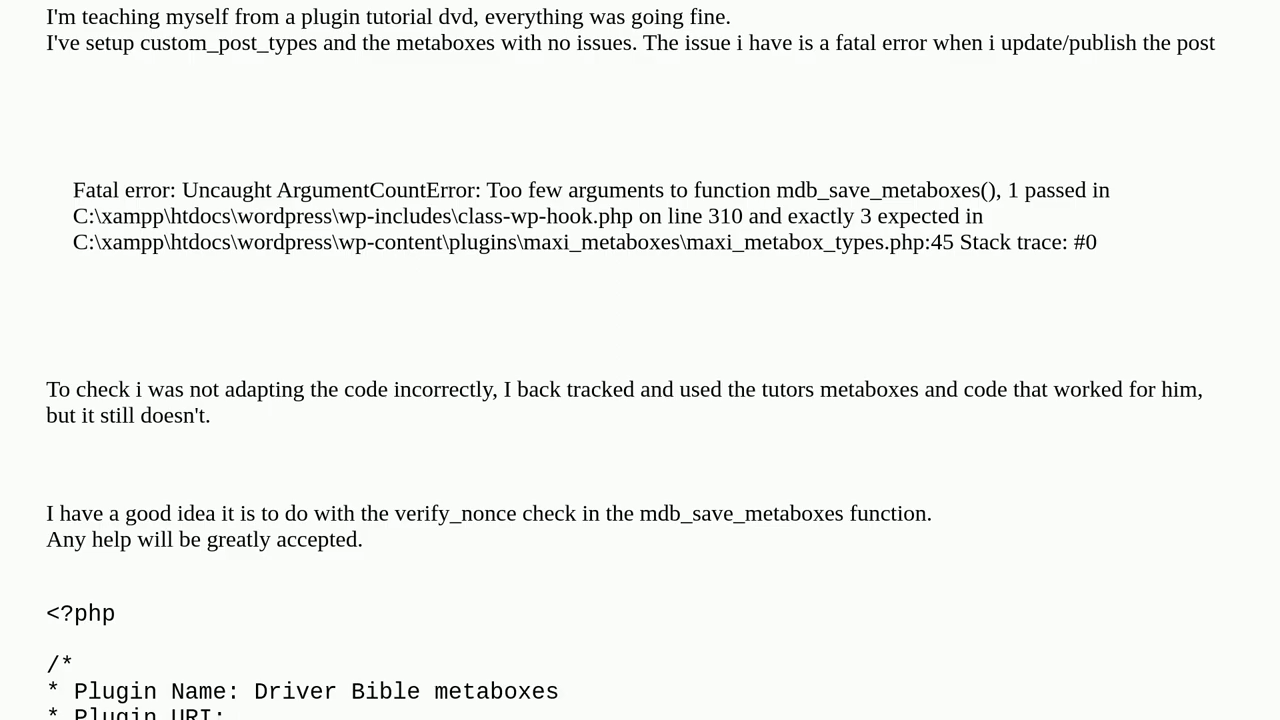 I'm teaching myself from a plugin tutorial dvd, everything was going fine.
I've setup custom_post_types and the metaboxes with no issues. The issue i have is a fatal error when i update/publish the post
Fatal error: Uncaught ArgumentCountError: Too few arguments to function mdb_save_metaboxes(), 1 passed in
C:\xampp\htdocs\wordpress\wp-includes\class-wp-hook.php on line 310 and exactly 3 expected in
C:\xampp\htdocs\wordpress\wp-content\plugins\maxi_metaboxes\maxi_metabox_types.php:45 Stack trace: #0
To check i was not adapting the code incorrectly, I back tracked and used the tutors metaboxes and code that worked for him,
but it still doesn't.
I have a good idea it is to do with the verify_nonce check in the mdb_save_metaboxes function.
Any help will be greatly accepted.
<?php
/*
* Plugin Name: Driver Bible metaboxes
* Plugin URI: